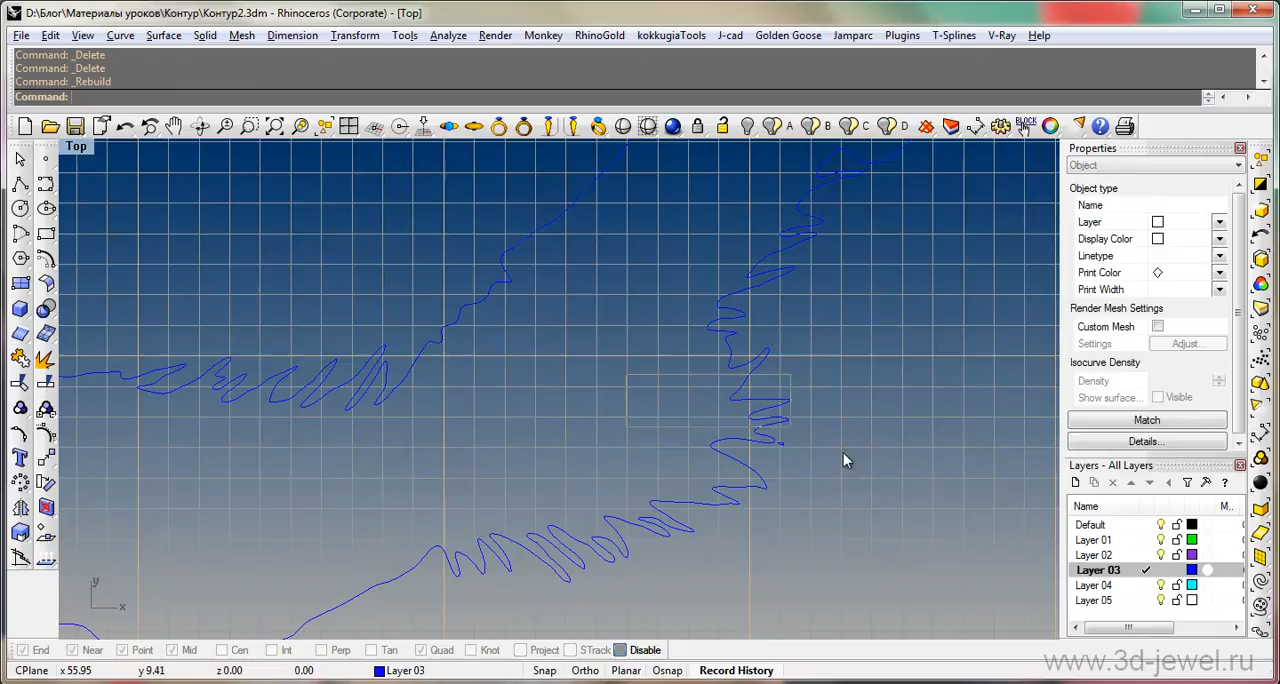 D:\Блог\Материалы уроков\Контур\Контур2.3dm - Rhinoceros (Corporate) - [Top]
File Edit View Curve Surface Solid Mesh Dimension Transform Tools Analyze Render Monkey RhinoGold kokkugiaTools J-cad Golden Goose Jamparc Plugins T-Splines V-Ray Help
Command: _Delete
Command: _Delete
Command: _Rebuild
Command:
A B C D BLOCK
Top
Properties
Object
Object type
Name
Layer
Display Color
Linetype
Print Color
Print Width
Render Mesh Settings
Custom Mesh
Settings Adjust...
Isocurve Density
Density
Show surface... Visible
Match
Details...
Layers - All Layers
Name M..
Default
Layer 01
Layer 02
Layer 03
Layer 04
Layer 05
y
x
End Near Point Mid Cen Int Perp Tan Quad Knot Project STrack Disable
CPlane x 55.95 y 9.41 z 0.00 0.00 Layer 03 Snap Ortho Planar Osnap Record History
www.3d-jewel.ru